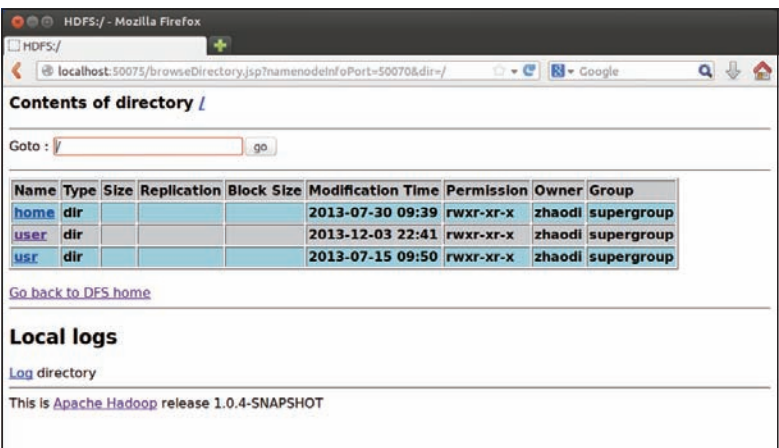 HDFS:/ - Mozilla Firefox
HDFS:/
localhost:50075/browseDirectory.jsp?namenodeInfoPort=50070&dir=/ Google
Contents of directory /
Goto : / go
Name Type Size Replication Block Size Modification Time Permission Owner Group
home dir 2013-07-30 09:39 rwxr-xr-x zhaodi supergroup
user dir 2013-12-03 22:41 rwxr-xr-x zhaodi supergroup
usr dir 2013-07-15 09:50 rwxr-xr-x zhaodi supergroup
Go back to DFS home
Local logs
Log directory
This is Apache Hadoop release 1.0.4-SNAPSHOT